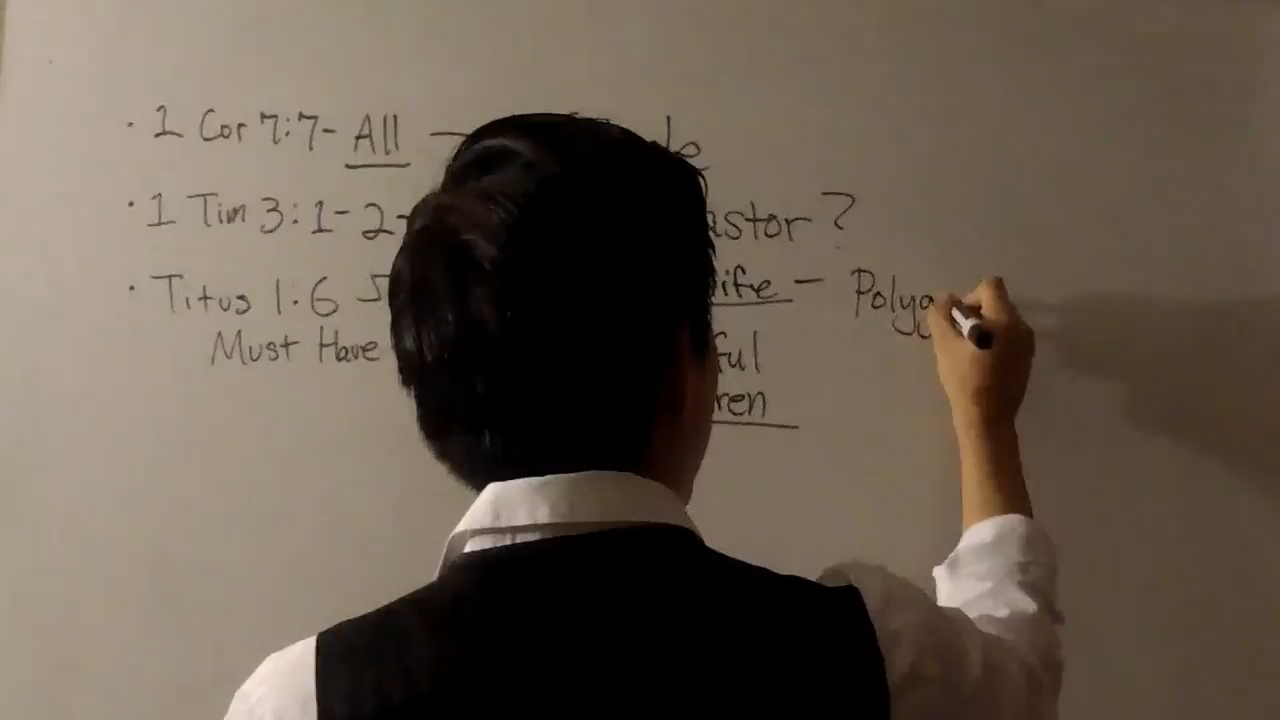 · 1 Cor 7:7- All —
· 1 Tim 3:1-2- astor ?
· Titus 1:6 ife — Polyg
Must Have ful
ren